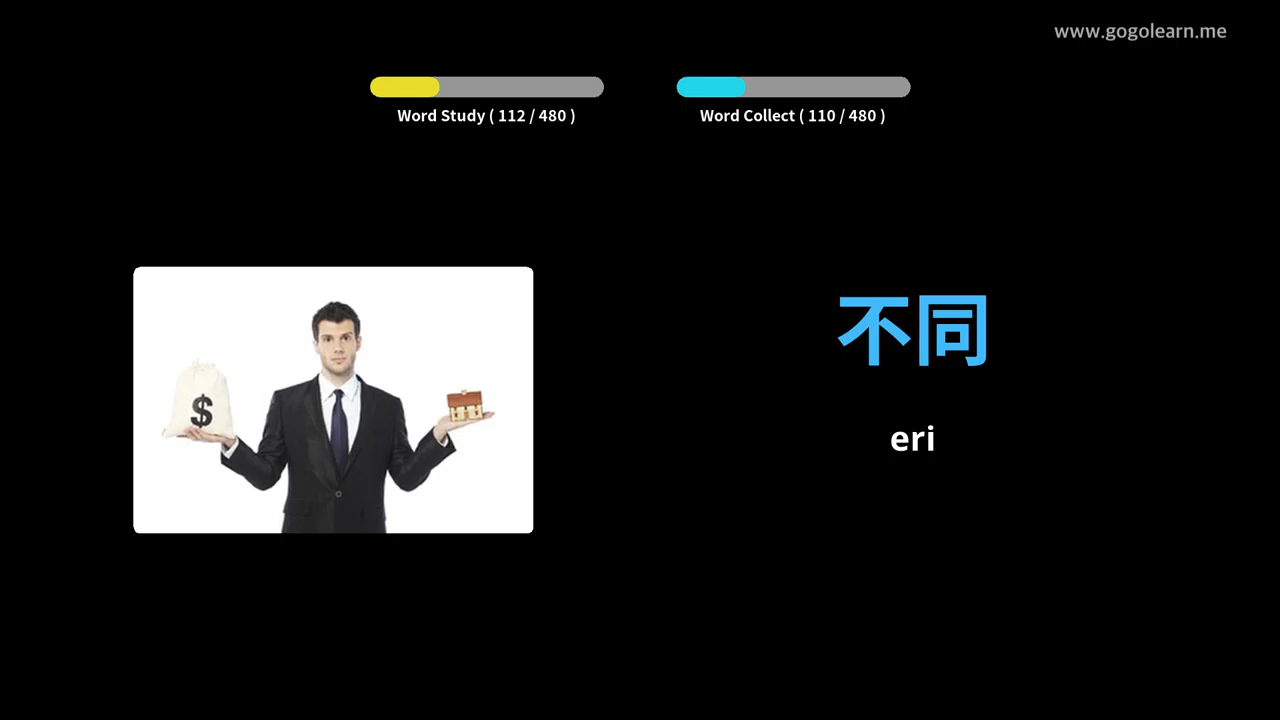 www.gogolearn.me
Word Study ( 112 / 480 )
Word Collect ( 110 / 480 )
$
不同
eri